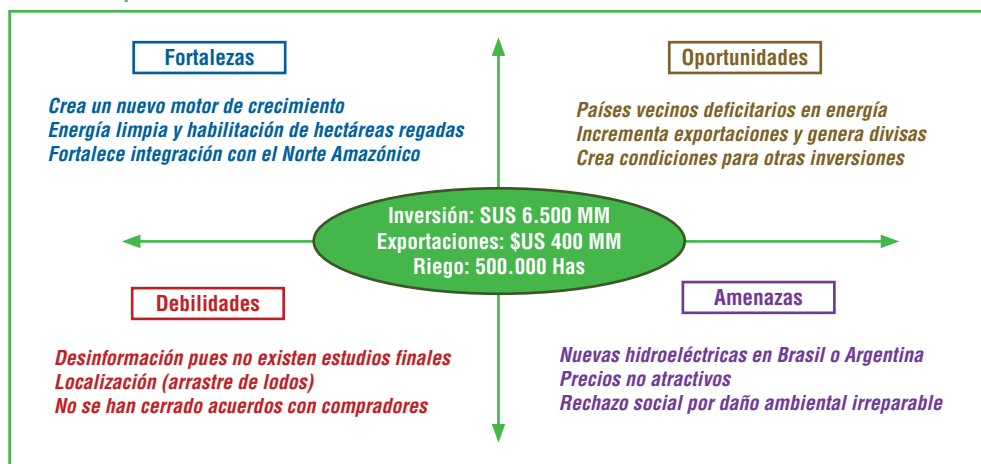 Fortalezas
Crea un nuevo motor de crecimiento
Energía limpia y habilitación de hectáreas regadas
Fortalece integración con el Norte Amazónico
Oportunidades
Países vecinos deficitarios en energía
Incrementa exportaciones y genera divisas
Crea condiciones para otras inversiones
Inversión: SUS 6.500 MM
Exportaciones: $US 400 MM
Riego: 500.000 Has
Debilidades
Desinformación pues no existen estudios finales
Localización (arrastre de lodos)
No se han cerrado acuerdos con compradores
Amenazas
Nuevas hidroeléctricas en Brasil o Argentina
Precios no atractivos
Rechazo social por daño ambiental irreparable